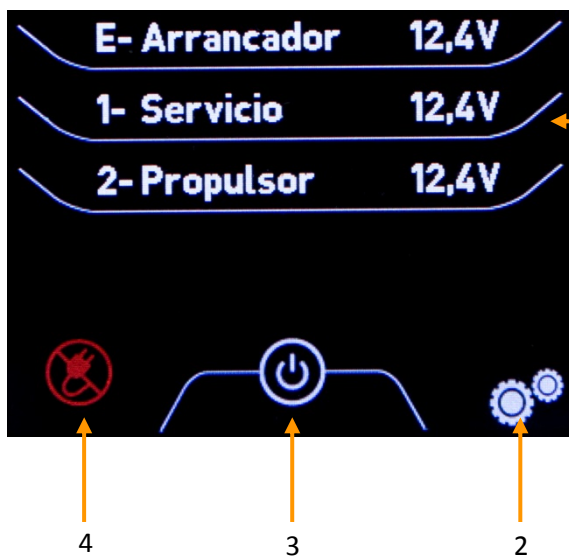 E- Arrancador 12,4V
1- Servicio 12,4V
2- Propulsor 12,4V
4 3 2